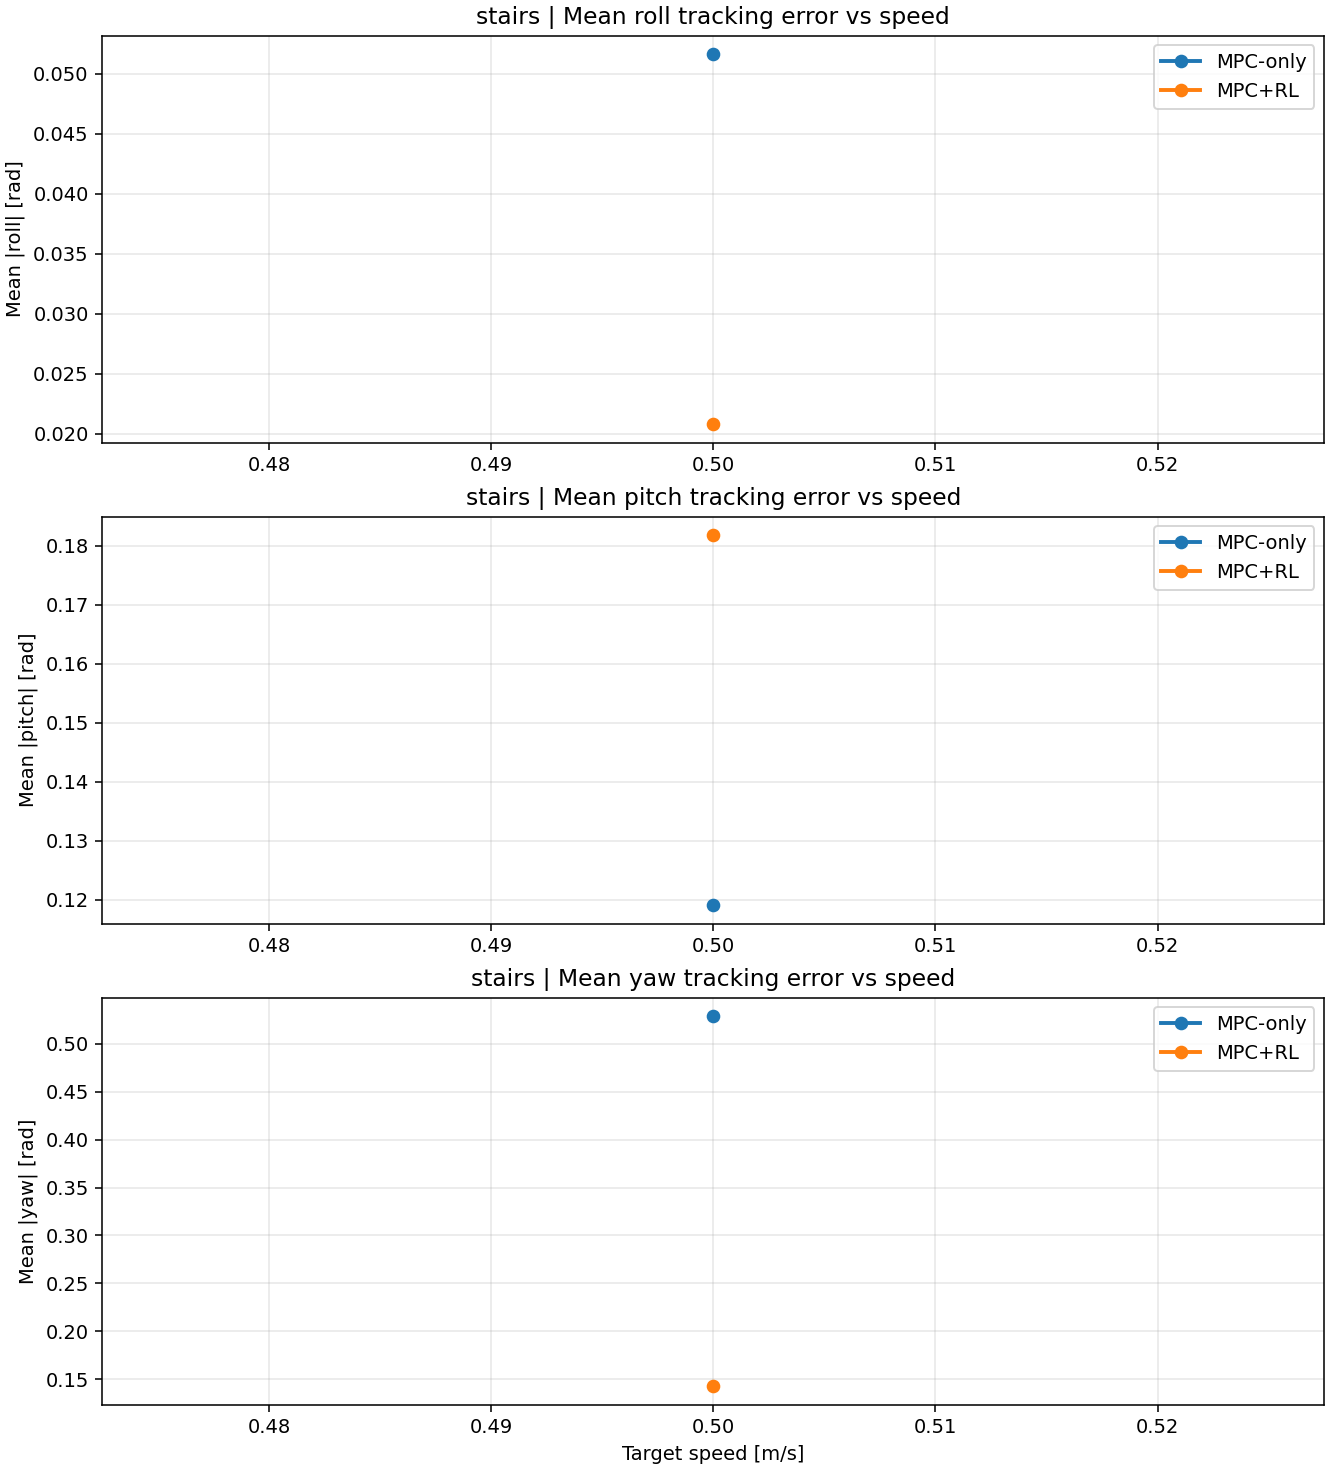 stairs | Mean roll tracking error vs speed
Mean |roll| [rad]
0.050
0.045
0.040
0.035
0.030
0.025
0.020
MPC-only
MPC+RL
0.48 0.49 0.50 0.51 0.52
stairs | Mean pitch tracking error vs speed
Mean |pitch| [rad]
0.18
0.17
0.16
0.15
0.14
0.13
0.12
MPC-only
MPC+RL
0.48 0.49 0.50 0.51 0.52
stairs | Mean yaw tracking error vs speed
Mean |yaw| [rad]
0.50
0.45
0.40
0.35
0.30
0.25
0.20
0.15
MPC-only
MPC+RL
0.48 0.49 0.50 0.51 0.52
Target speed [m/s]